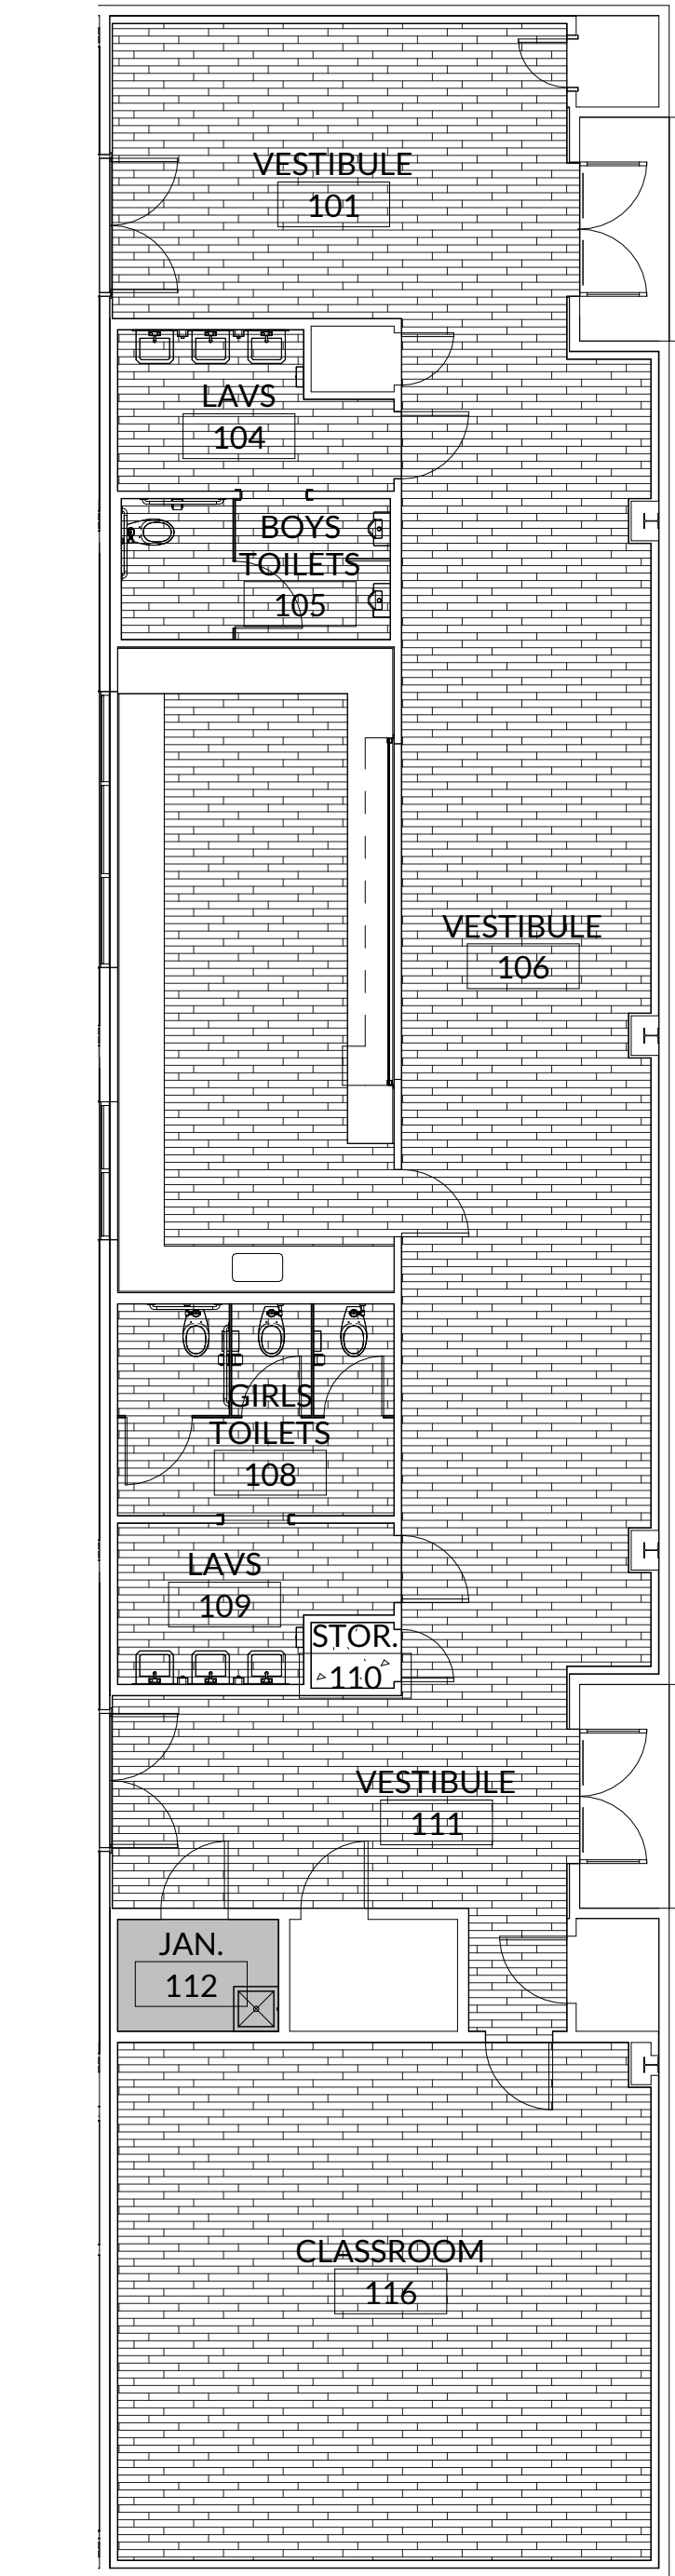 VESTIBULE
101
LAVS
104
BOYS
TOILETS
105
VESTIBULE
106
GIRLS
TOILETS
108
LAVS
109
STOR.
110
VESTIBULE
111
JAN.
112
CLASSROOM
116